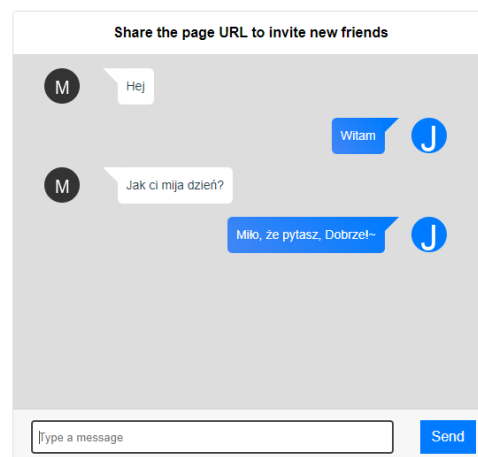 Share the page URL to invite new friends
M
Hej
Witam
J
M
Jak ci mija dzień?
Miło, że pytasz, Dobrze!~
J
Type a message
Send